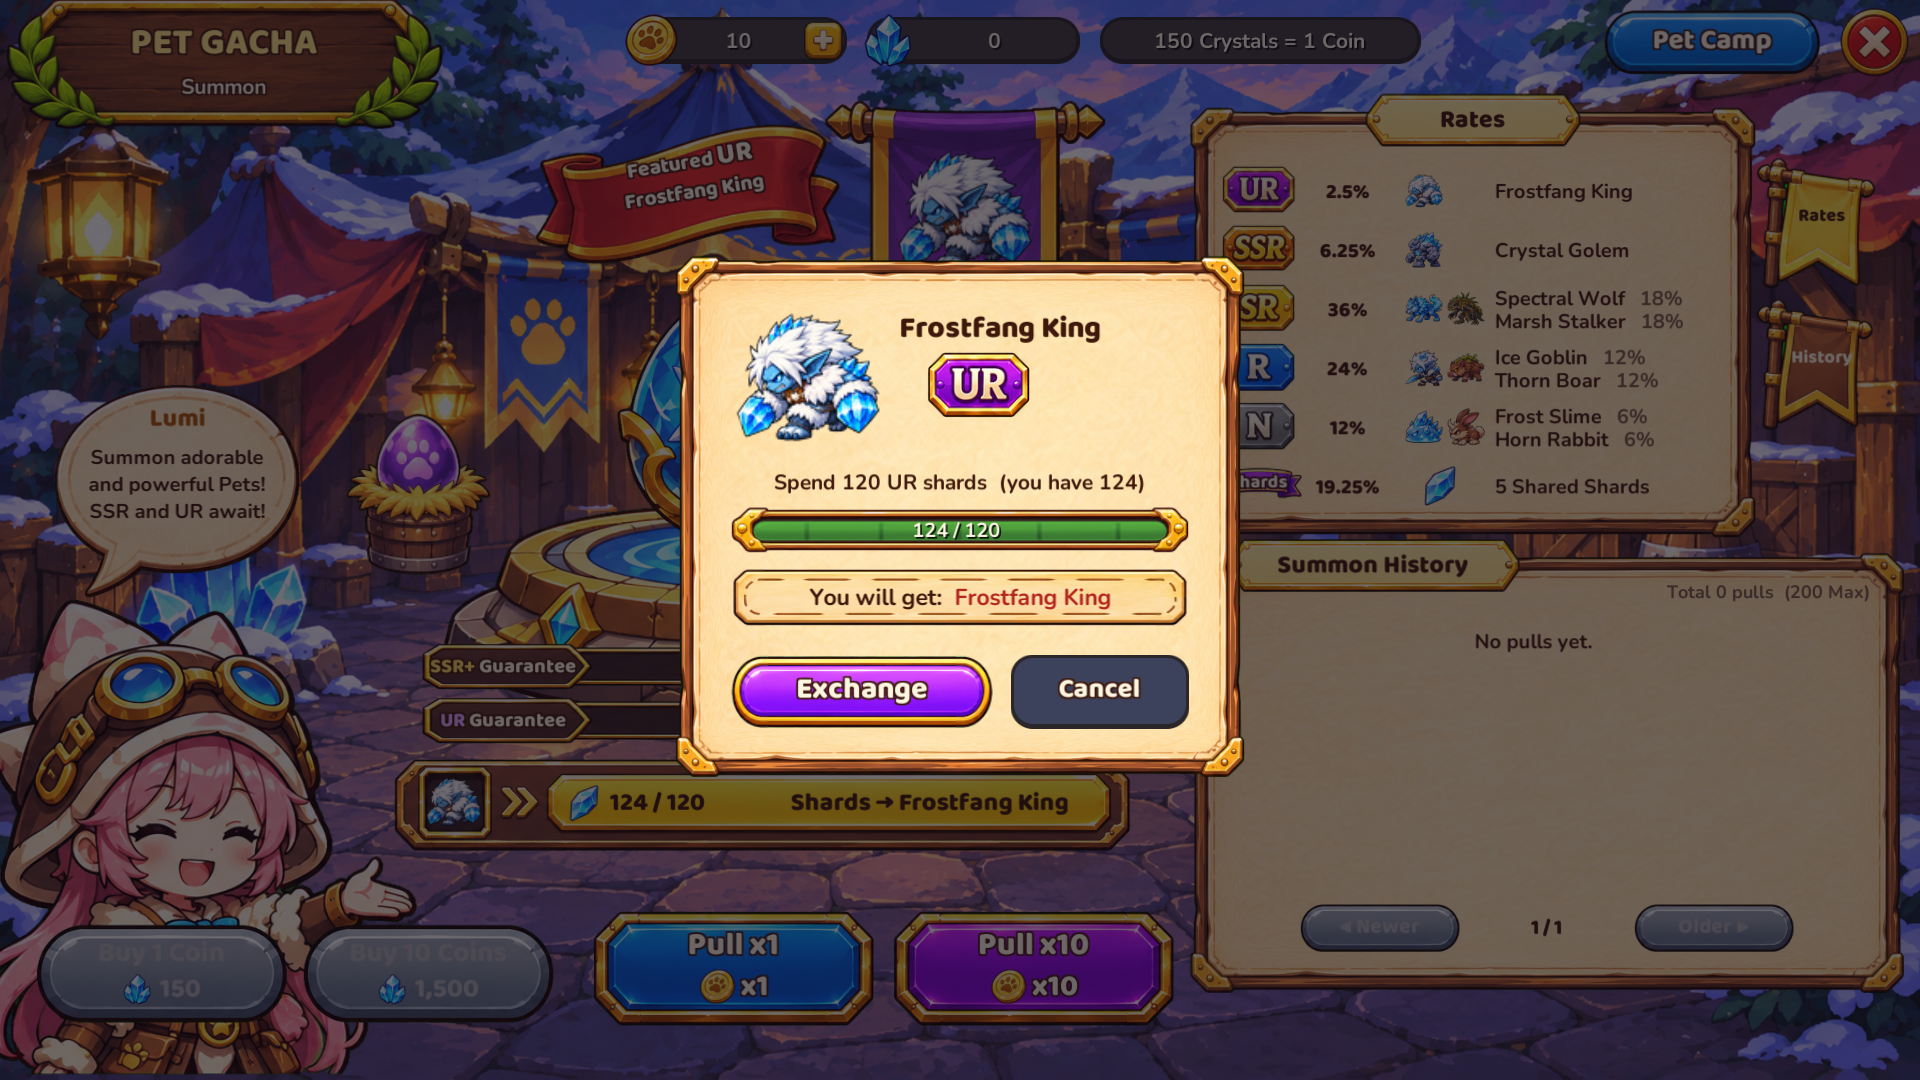 PET GACHA
Summon
10
0
150 Crystals = 1 Coin
Pet Camp
Featured UR
Frostfang King
Rates
UR 2.5% Frostfang King
SSR 6.25% Crystal Golem
SR 36% Spectral Wolf 18%
Marsh Stalker 18%
R 24% Ice Goblin 12%
Thorn Boar 12%
N 12% Frost Slime 6%
Horn Rabbit 6%
hards 19.25% 5 Shared Shards
Rates
History
Lumi
Summon adorable
and powerful Pets!
SSR and UR await!
Frostfang King
UR
Spend 120 UR shards (you have 124)
124 / 120
You will get: Frostfang King
Exchange
Cancel
SSR+ Guarantee
UR Guarantee
124 / 120
Shards → Frostfang King
Summon History
Total 0 pulls (200 Max)
No pulls yet.
◄ Newer
1 / 1
Older ►
Buy 1 Coin
150
Buy 10 Coins
1,500
Pull x1
x1
Pull x10
x10